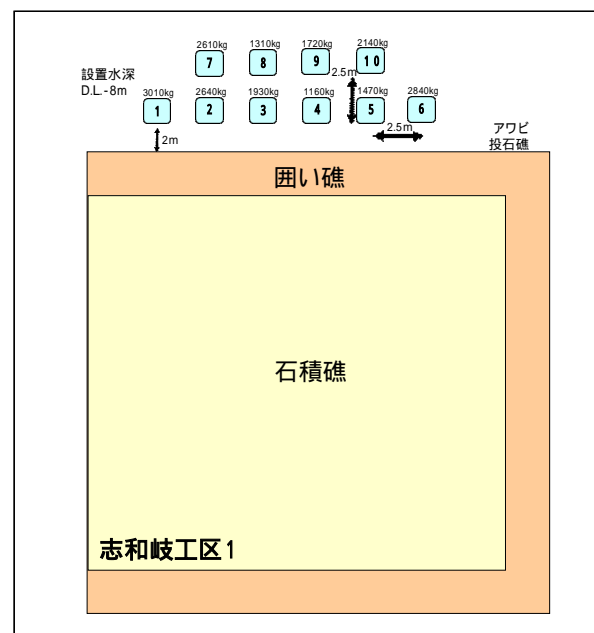 2610kg 1310kg 1720kg 2140kg
7 8 9 10
設置水深
D.L.-8m
2.5m
3010kg 2640kg 1930kg 1160kg 1470kg 2840kg
1 2 3 4 5 6
2m
2.5m
アワビ
投石礁
囲い礁
石積礁
志和岐工区1